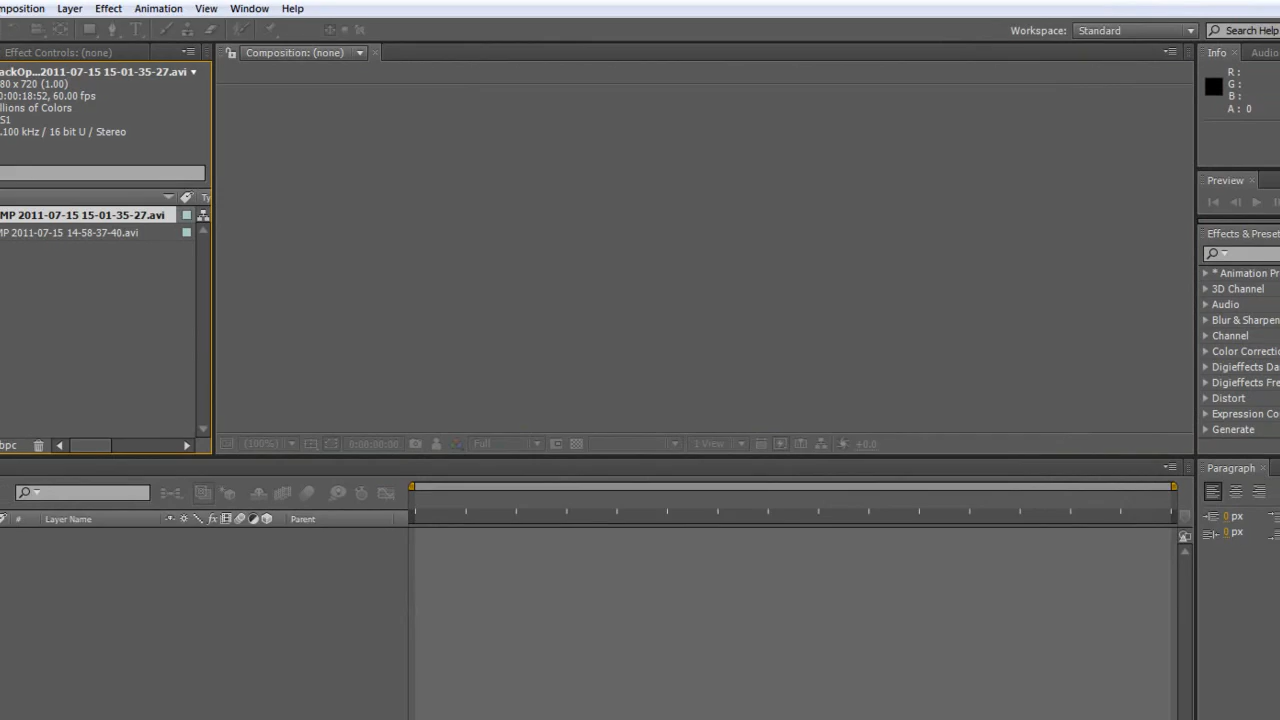 mposition Layer Effect Animation View Window Help
Workspace: Standard Search Help
Effect Controls: (none) Composition: (none) Info Audio
ackOp...2011-07-15 15-01-35-27.avi
80 x 720 (1.00)
0:00:18:52, 60.00 fps
llions of Colors
S1
.100 kHz / 16 bit U / Stereo
R:
G:
B:
A: 0
Preview
Ty
MP 2011-07-15 15-01-35-27.avi
MP 2011-07-15 14-58-37-40.avi
Effects & Preset
* Animation Pr
3D Channel
Audio
Blur & Sharpen
Channel
Color Correctio
Digieffects Da
Digieffects Fre
Distort
Expression Co
Generate
bpc
(100%) 0:00:00:00 Full 1 View +0.0
Paragraph
# Layer Name Parent
0 px
0 px